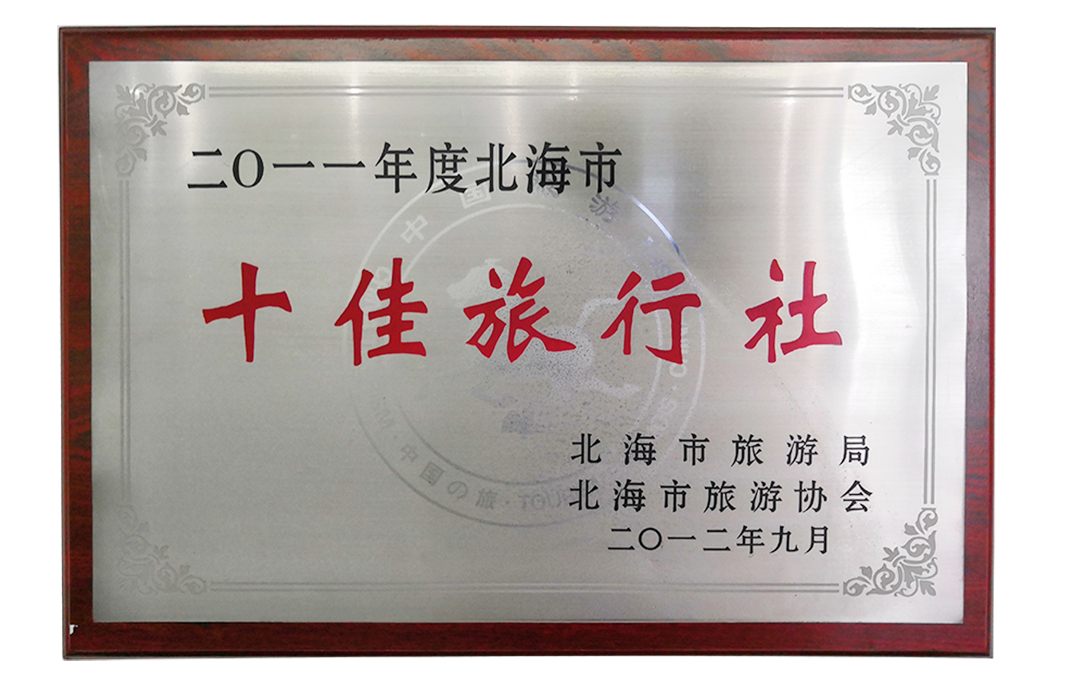 二〇一一年度北海市
十佳旅行社
北海市旅游局
北海市旅游协会
二〇一二年九月